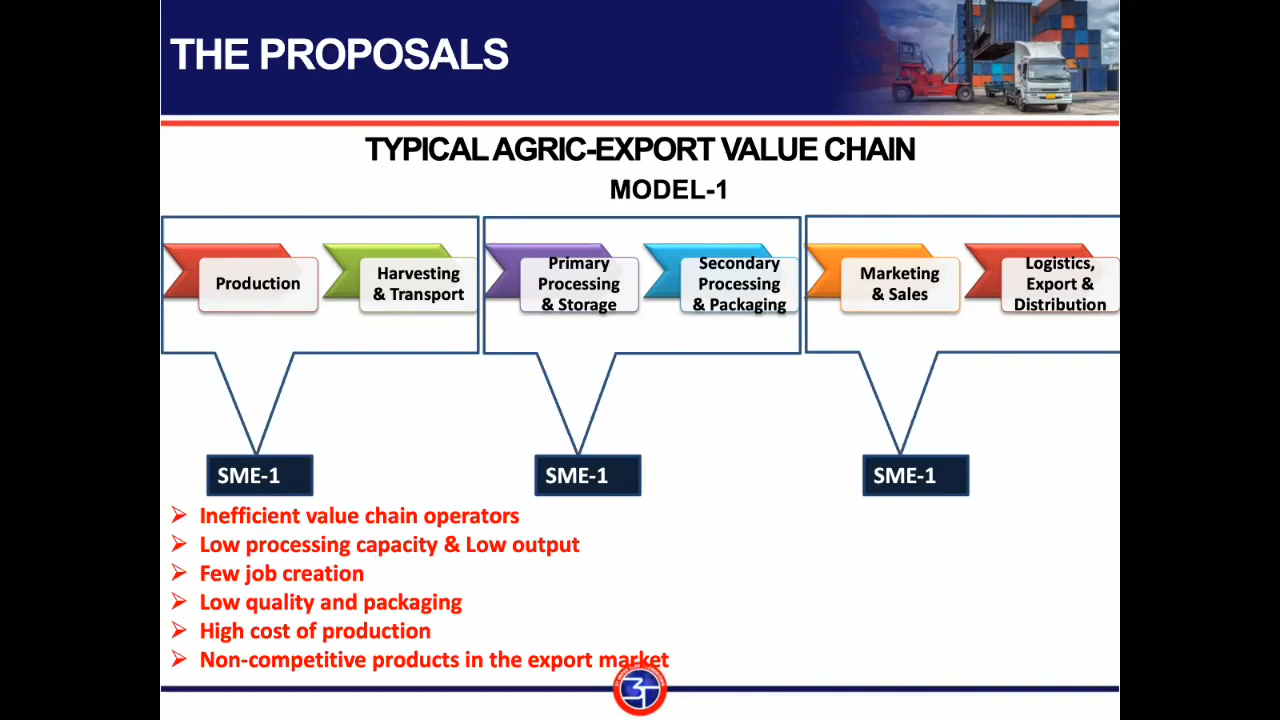 THE PROPOSALS
TYPICAL AGRIC-EXPORT VALUE CHAIN
MODEL-1
Production
Harvesting
& Transport
Primary
Processing
& Storage
Secondary
Processing
& Packaging
Marketing
& Sales
Logistics,
Export &
Distribution
SME-1
SME-1
SME-1
Inefficient value chain operators
Low processing capacity & Low output
Few job creation
Low quality and packaging
High cost of production
Non-competitive products in the export market
3T